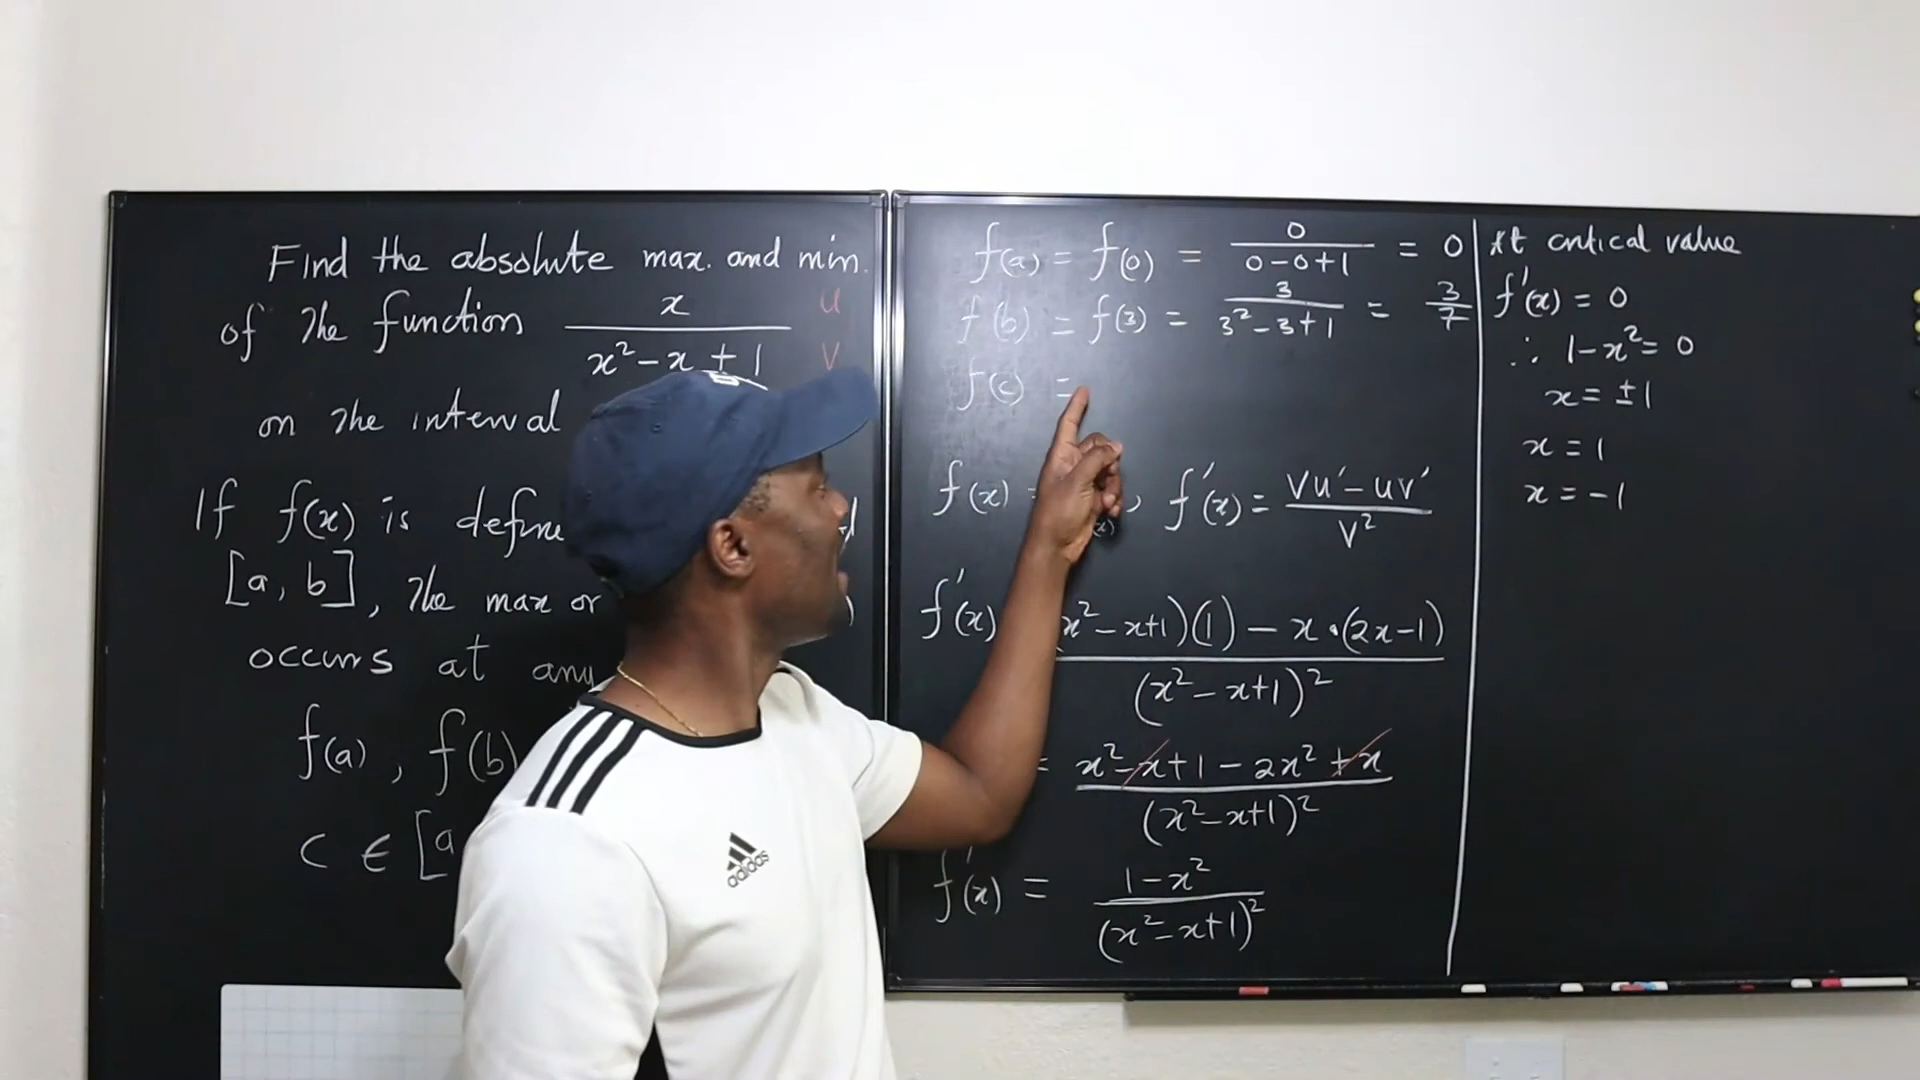 Find the absolute max. and min.
of the function x / (x² - x + 1) u v
on the interval
If f(x) is
[a, b], the max or
occurs at any
f(a), f(b)
c ∈ [a
f(a) = f(0) = 0 / (0 - 0 + 1) = 0
f(b) = f(3) = 3 / (3² - 3 + 1) = 3/7
f(c) =
f(x) , f'(x) = (vu' - uv') / v²
f'(x) (x² - x + 1)(1) - x · (2x - 1) / (x² - x + 1)²
= (x² - x + 1 - 2x² + x) / (x² - x + 1)²
f'(x) = (1 - x²) / (x² - x + 1)²
At critical value
f'(x) = 0
∴ 1 - x² = 0
x = ±1
x = 1
x = -1
adidas